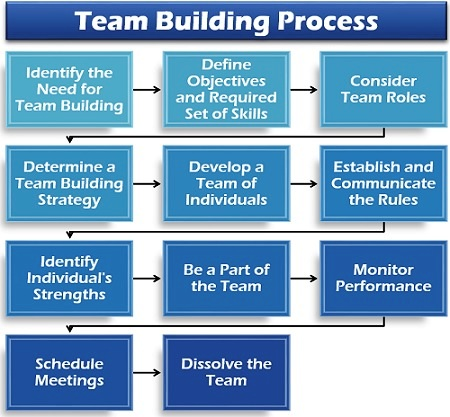 Team Building Process
Identify the
Need for
Team Building
Define
Objectives
and Required
Set of Skills
Consider
Team Roles
Determine a
Team Building
Strategy
Develop a
Team of
Individuals
Establish and
Communicate
the Rules
Identify
Individual's
Strengths
Be a Part of
the Team
Monitor
Performance
Schedule
Meetings
Dissolve the
Team